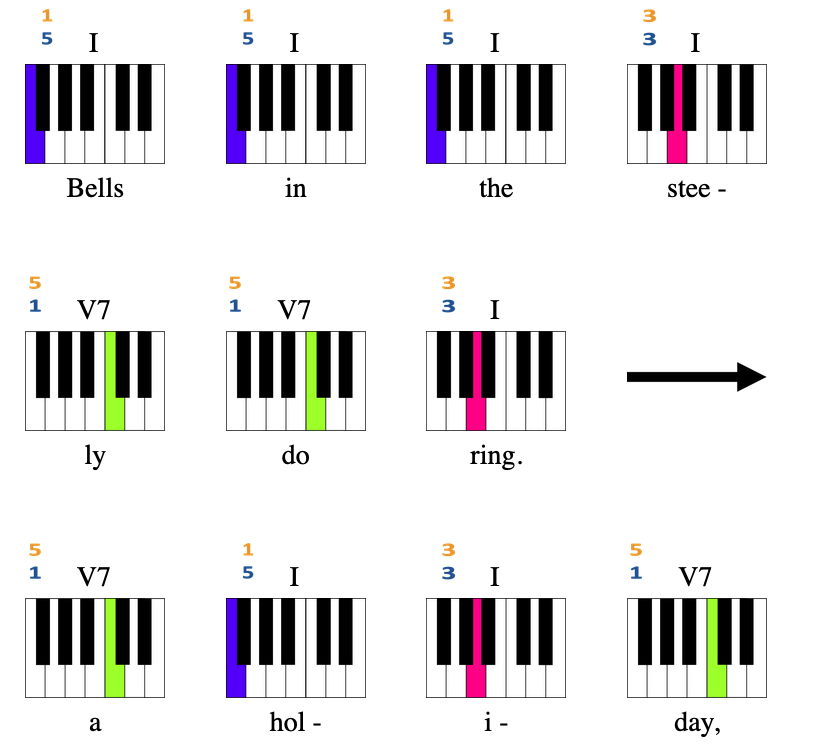 1 1 1 3
5 I 5 I 5 I 3 I
Bells in the stee -
5 5 3
1 V7 1 V7 3 I
ly do ring.
5 1 3 5
1 V7 5 I 3 I 1 V7
a hol - i - day,